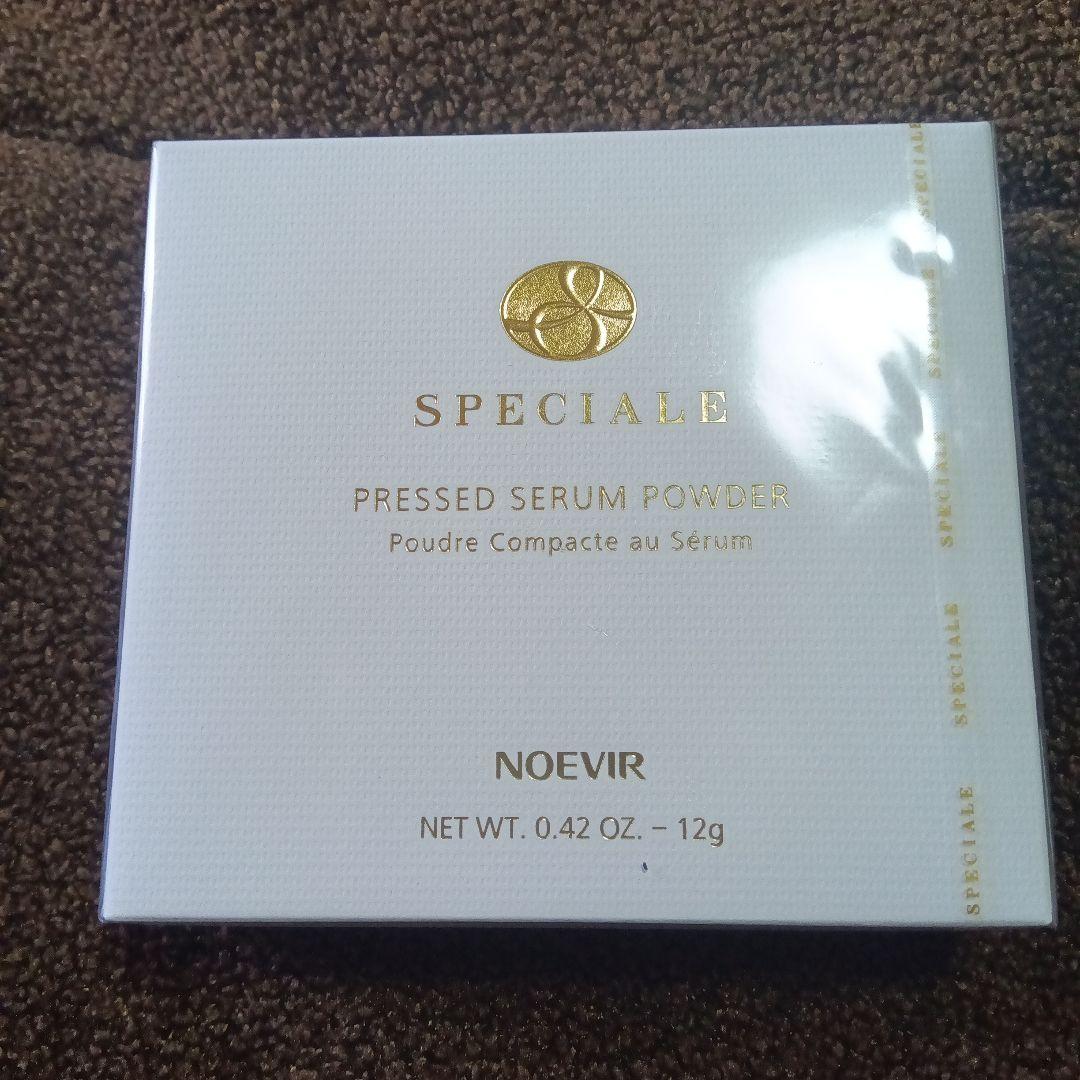 SPECIALE
PRESSED SERUM POWDER
Poudre Compacte au Sérum
NOEVIR
NET WT. 0.42 OZ. – 12g
SPECIALE
SPECIALE
SPECIALE
SPECIALE
SPECIALE